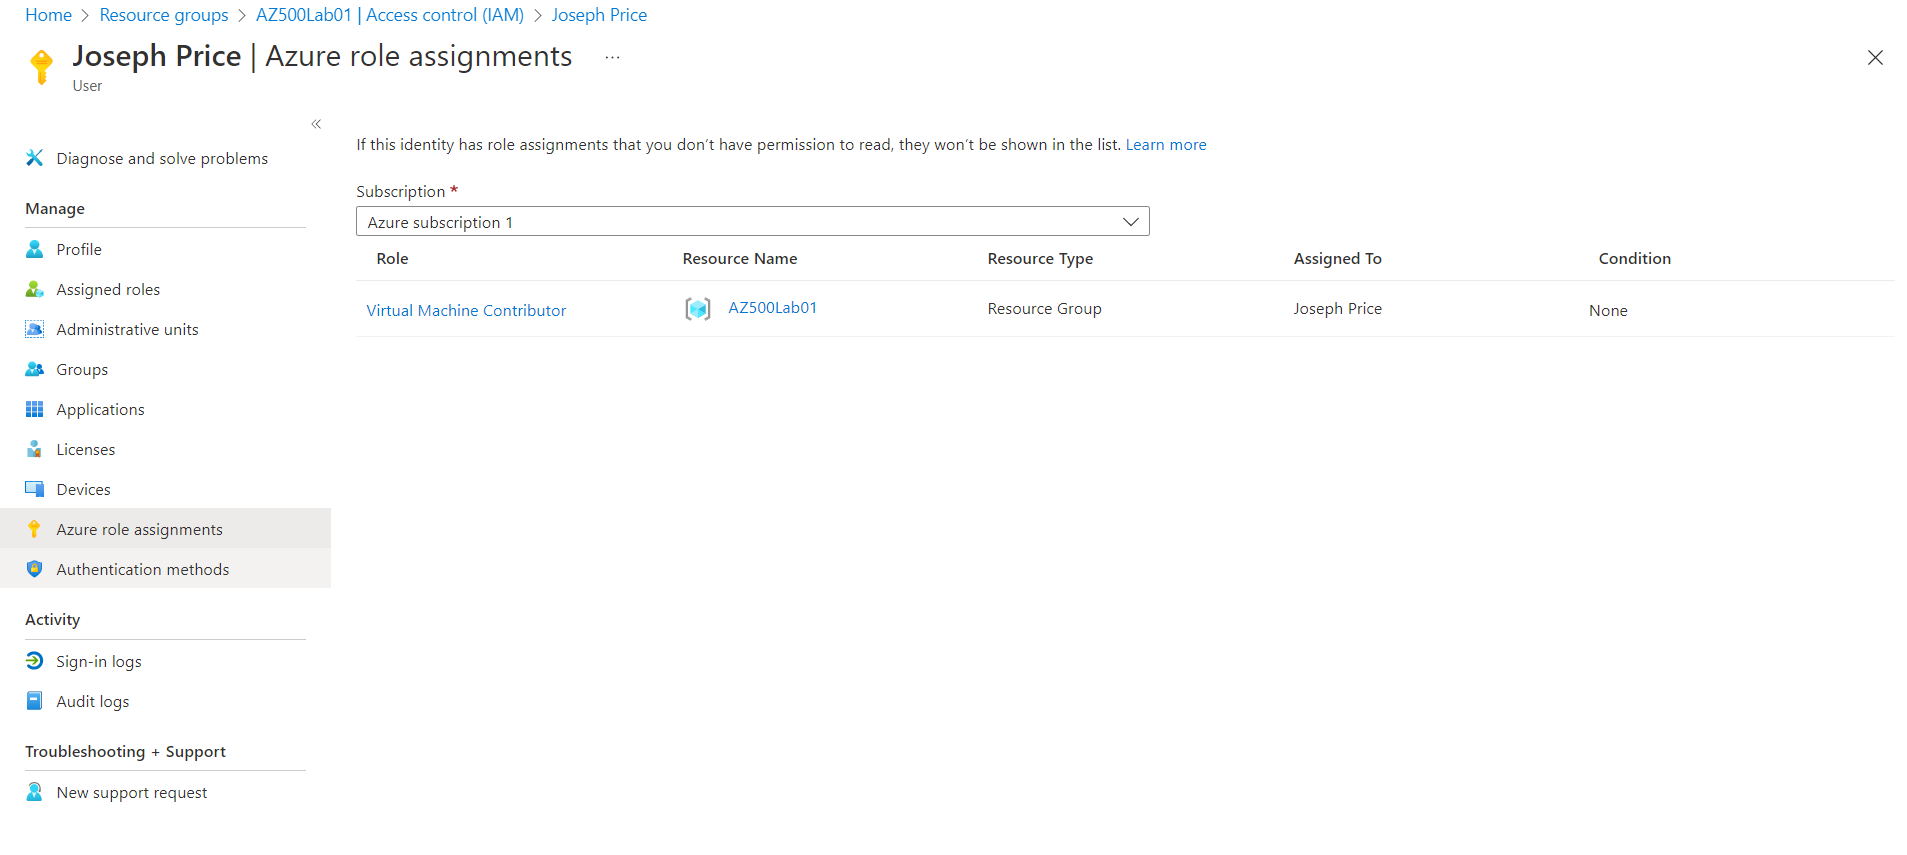 Home > Resource groups > AZ500Lab01 | Access control (IAM) > Joseph Price
Joseph Price | Azure role assignments ...
User
«
Diagnose and solve problems
Manage
Profile
Assigned roles
Administrative units
Groups
Applications
Licenses
Devices
Azure role assignments
Authentication methods
Activity
Sign-in logs
Audit logs
Troubleshooting + Support
New support request
If this identity has role assignments that you don’t have permission to read, they won’t be shown in the list. Learn more
Subscription *
Azure subscription 1
Role Resource Name Resource Type Assigned To Condition
Virtual Machine Contributor AZ500Lab01 Resource Group Joseph Price None